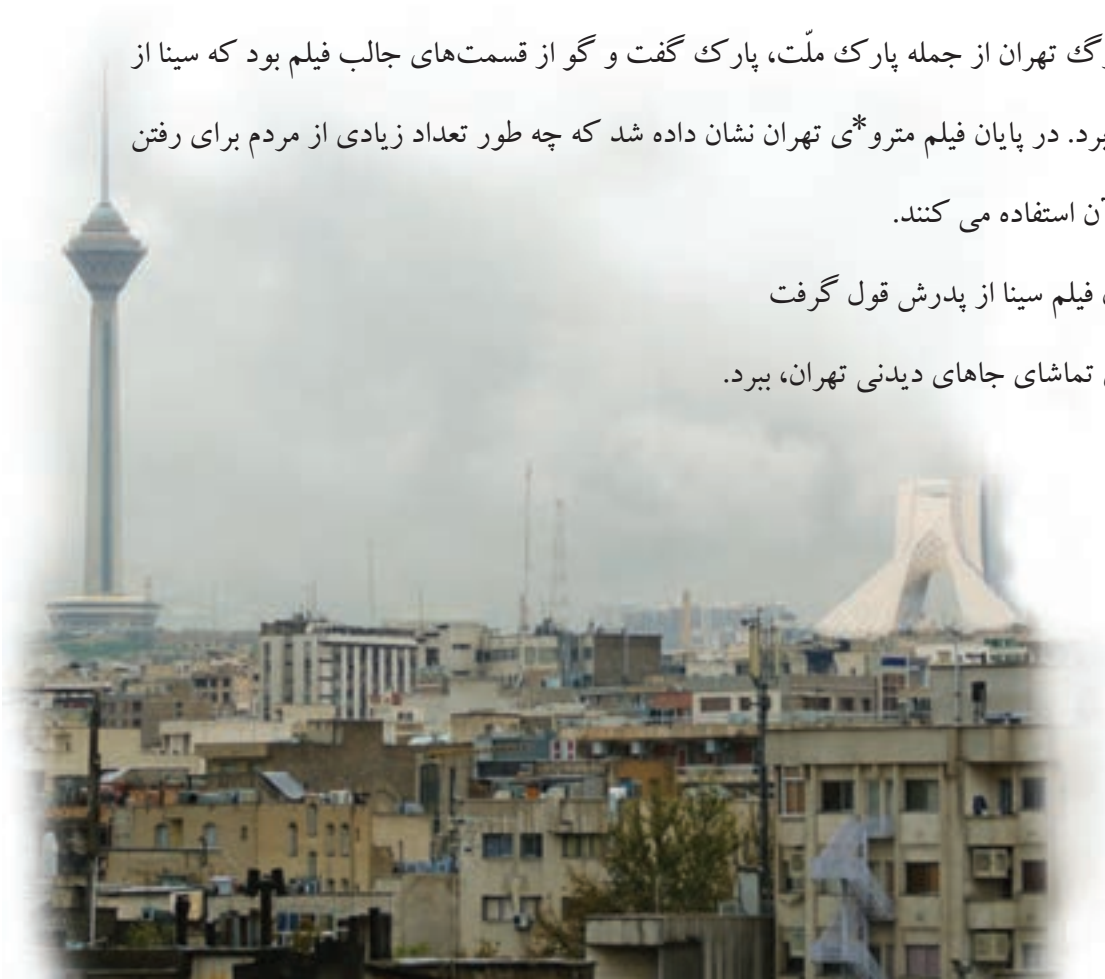 تهران از جمله پارک ملّت، پارک گفت و گو از قسمت‌های جالب فیلم بود که سینا از
در پایان فیلم مترو*ی تهران نشان داده شد که چه طور تعداد زیادی از مردم برای رفتن
استفاده می کنند.
فیلم سینا از پدرش قول گرفت
تماشای جاهای دیدنی تهران، ببرد.